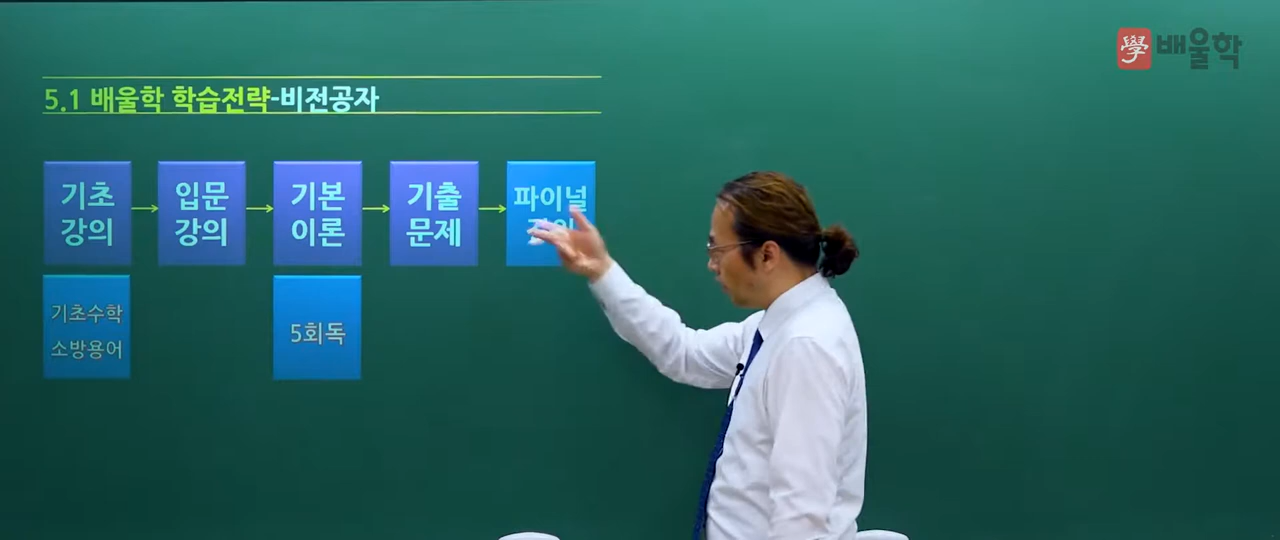 學 배울학
5.1 배울학 학습전략-비전공자
기초
강의
입문
강의
기본
이론
기출
문제
파이널
기초수학
소방용어
5회독